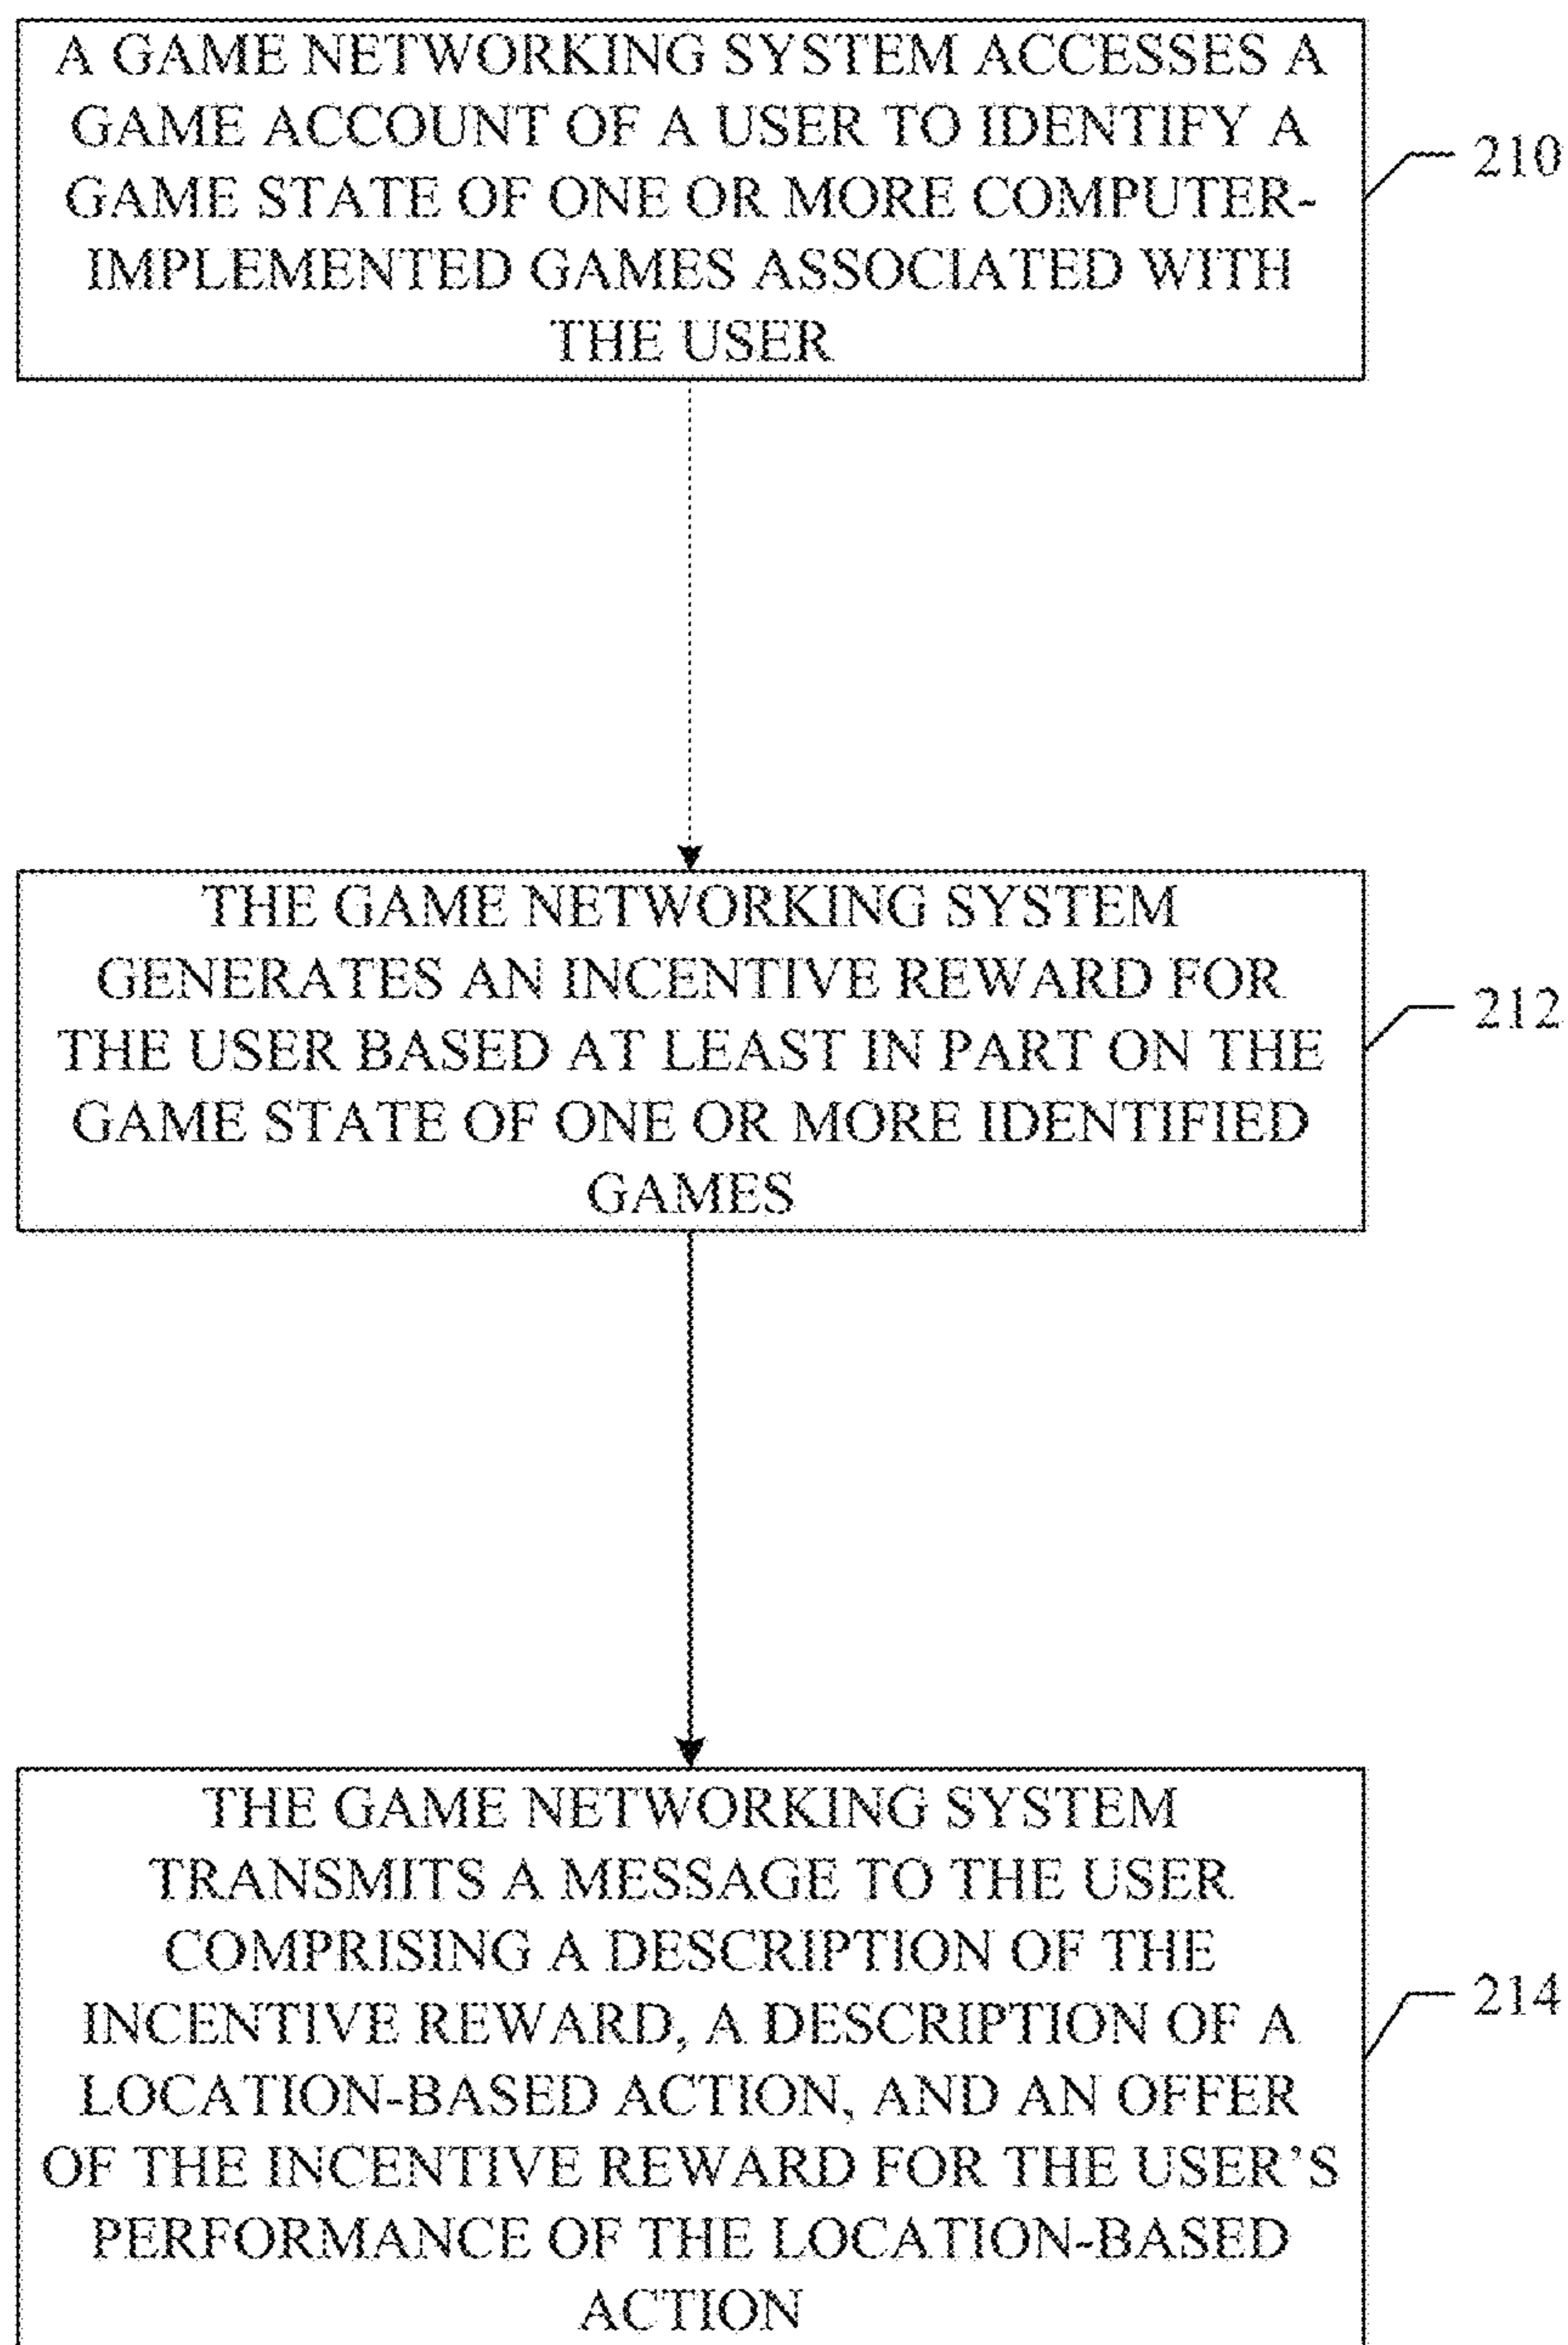 A GAME NETWORKING SYSTEM ACCESSES A
GAME ACCOUNT OF A USER TO IDENTIFY A
GAME STATE OF ONE OR MORE COMPUTER-
IMPLEMENTED GAMES ASSOCIATED WITH
THE USER
210
THE GAME NETWORKING SYSTEM
GENERATES AN INCENTIVE REWARD FOR
THE USER BASED AT LEAST IN PART ON THE
GAME STATE OF ONE OR MORE IDENTIFIED
GAMES
212
THE GAME NETWORKING SYSTEM
TRANSMITS A MESSAGE TO THE USER
COMPRISING A DESCRIPTION OF THE
INCENTIVE REWARD, A DESCRIPTION OF A
LOCATION-BASED ACTION, AND AN OFFER
OF THE INCENTIVE REWARD FOR THE USER'S
PERFORMANCE OF THE LOCATION-BASED
ACTION
214